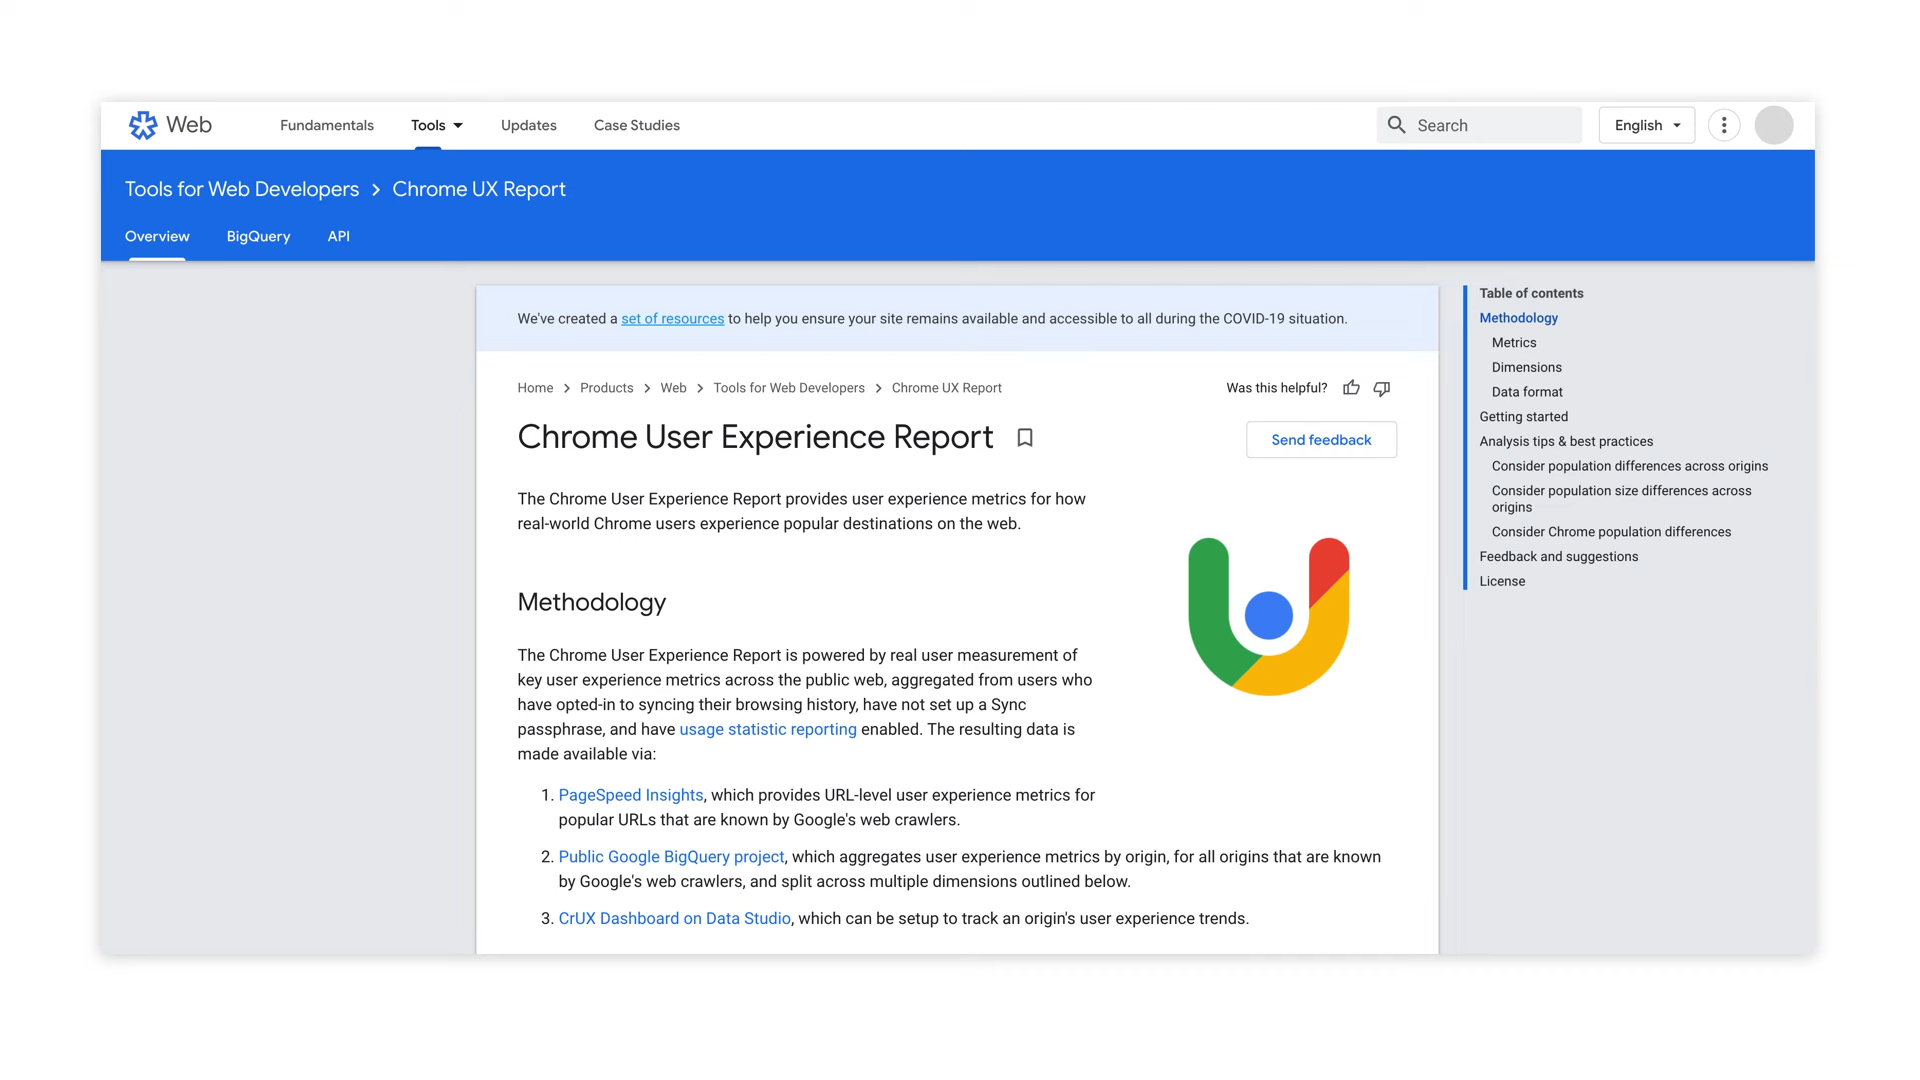 Web
Fundamentals
Tools
Updates
Case Studies
Search
English
Tools for Web Developers
Chrome UX Report
Overview
BigQuery
API
We've created a set of resources to help you ensure your site remains available and accessible to all during the COVID-19 situation.
Home
Products
Web
Tools for Web Developers
Chrome UX Report
Was this helpful?
Chrome User Experience Report
Send feedback
The Chrome User Experience Report provides user experience metrics for how
real-world Chrome users experience popular destinations on the web.
Methodology
The Chrome User Experience Report is powered by real user measurement of
key user experience metrics across the public web, aggregated from users who
have opted-in to syncing their browsing history, have not set up a Sync
passphrase, and have usage statistic reporting enabled. The resulting data is
made available via:
1. PageSpeed Insights, which provides URL-level user experience metrics for
popular URLs that are known by Google's web crawlers.
2. Public Google BigQuery project, which aggregates user experience metrics by origin, for all origins that are known
by Google's web crawlers, and split across multiple dimensions outlined below.
3. CrUX Dashboard on Data Studio, which can be setup to track an origin's user experience trends.
Table of contents
Methodology
Metrics
Dimensions
Data format
Getting started
Analysis tips & best practices
Consider population differences across origins
Consider population size differences across
origins
Consider Chrome population differences
Feedback and suggestions
License